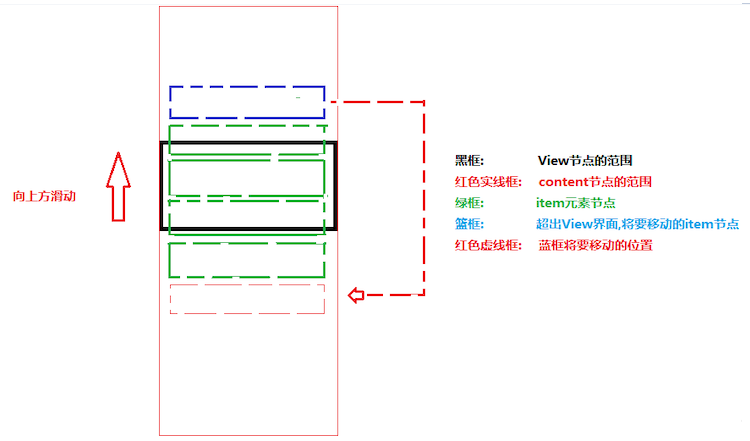 向上方滑动
黑框: View节点的范围
红色实线框: content节点的范围
绿框: item元素节点
篮框: 超出View界面,将要移动的item节点
红色虚线框: 蓝框将要移动的位置